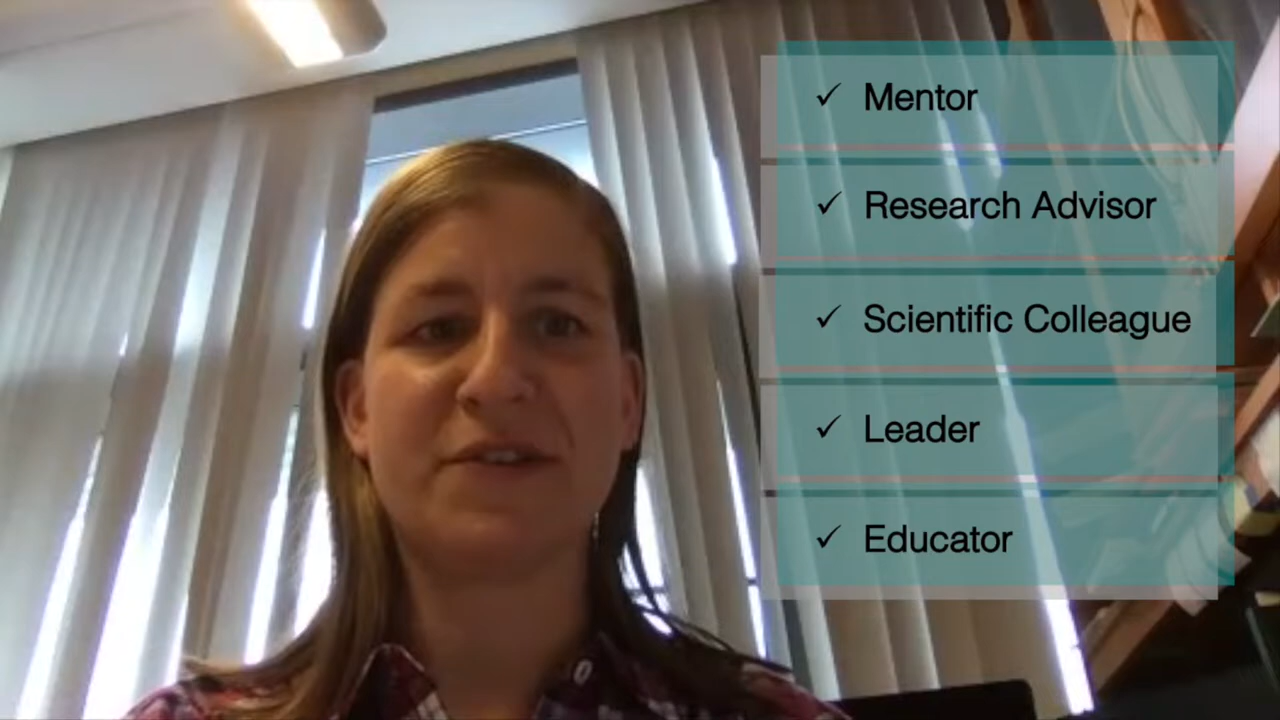 ✓ Mentor
✓ Research Advisor
✓ Scientific Colleague
✓ Leader
✓ Educator